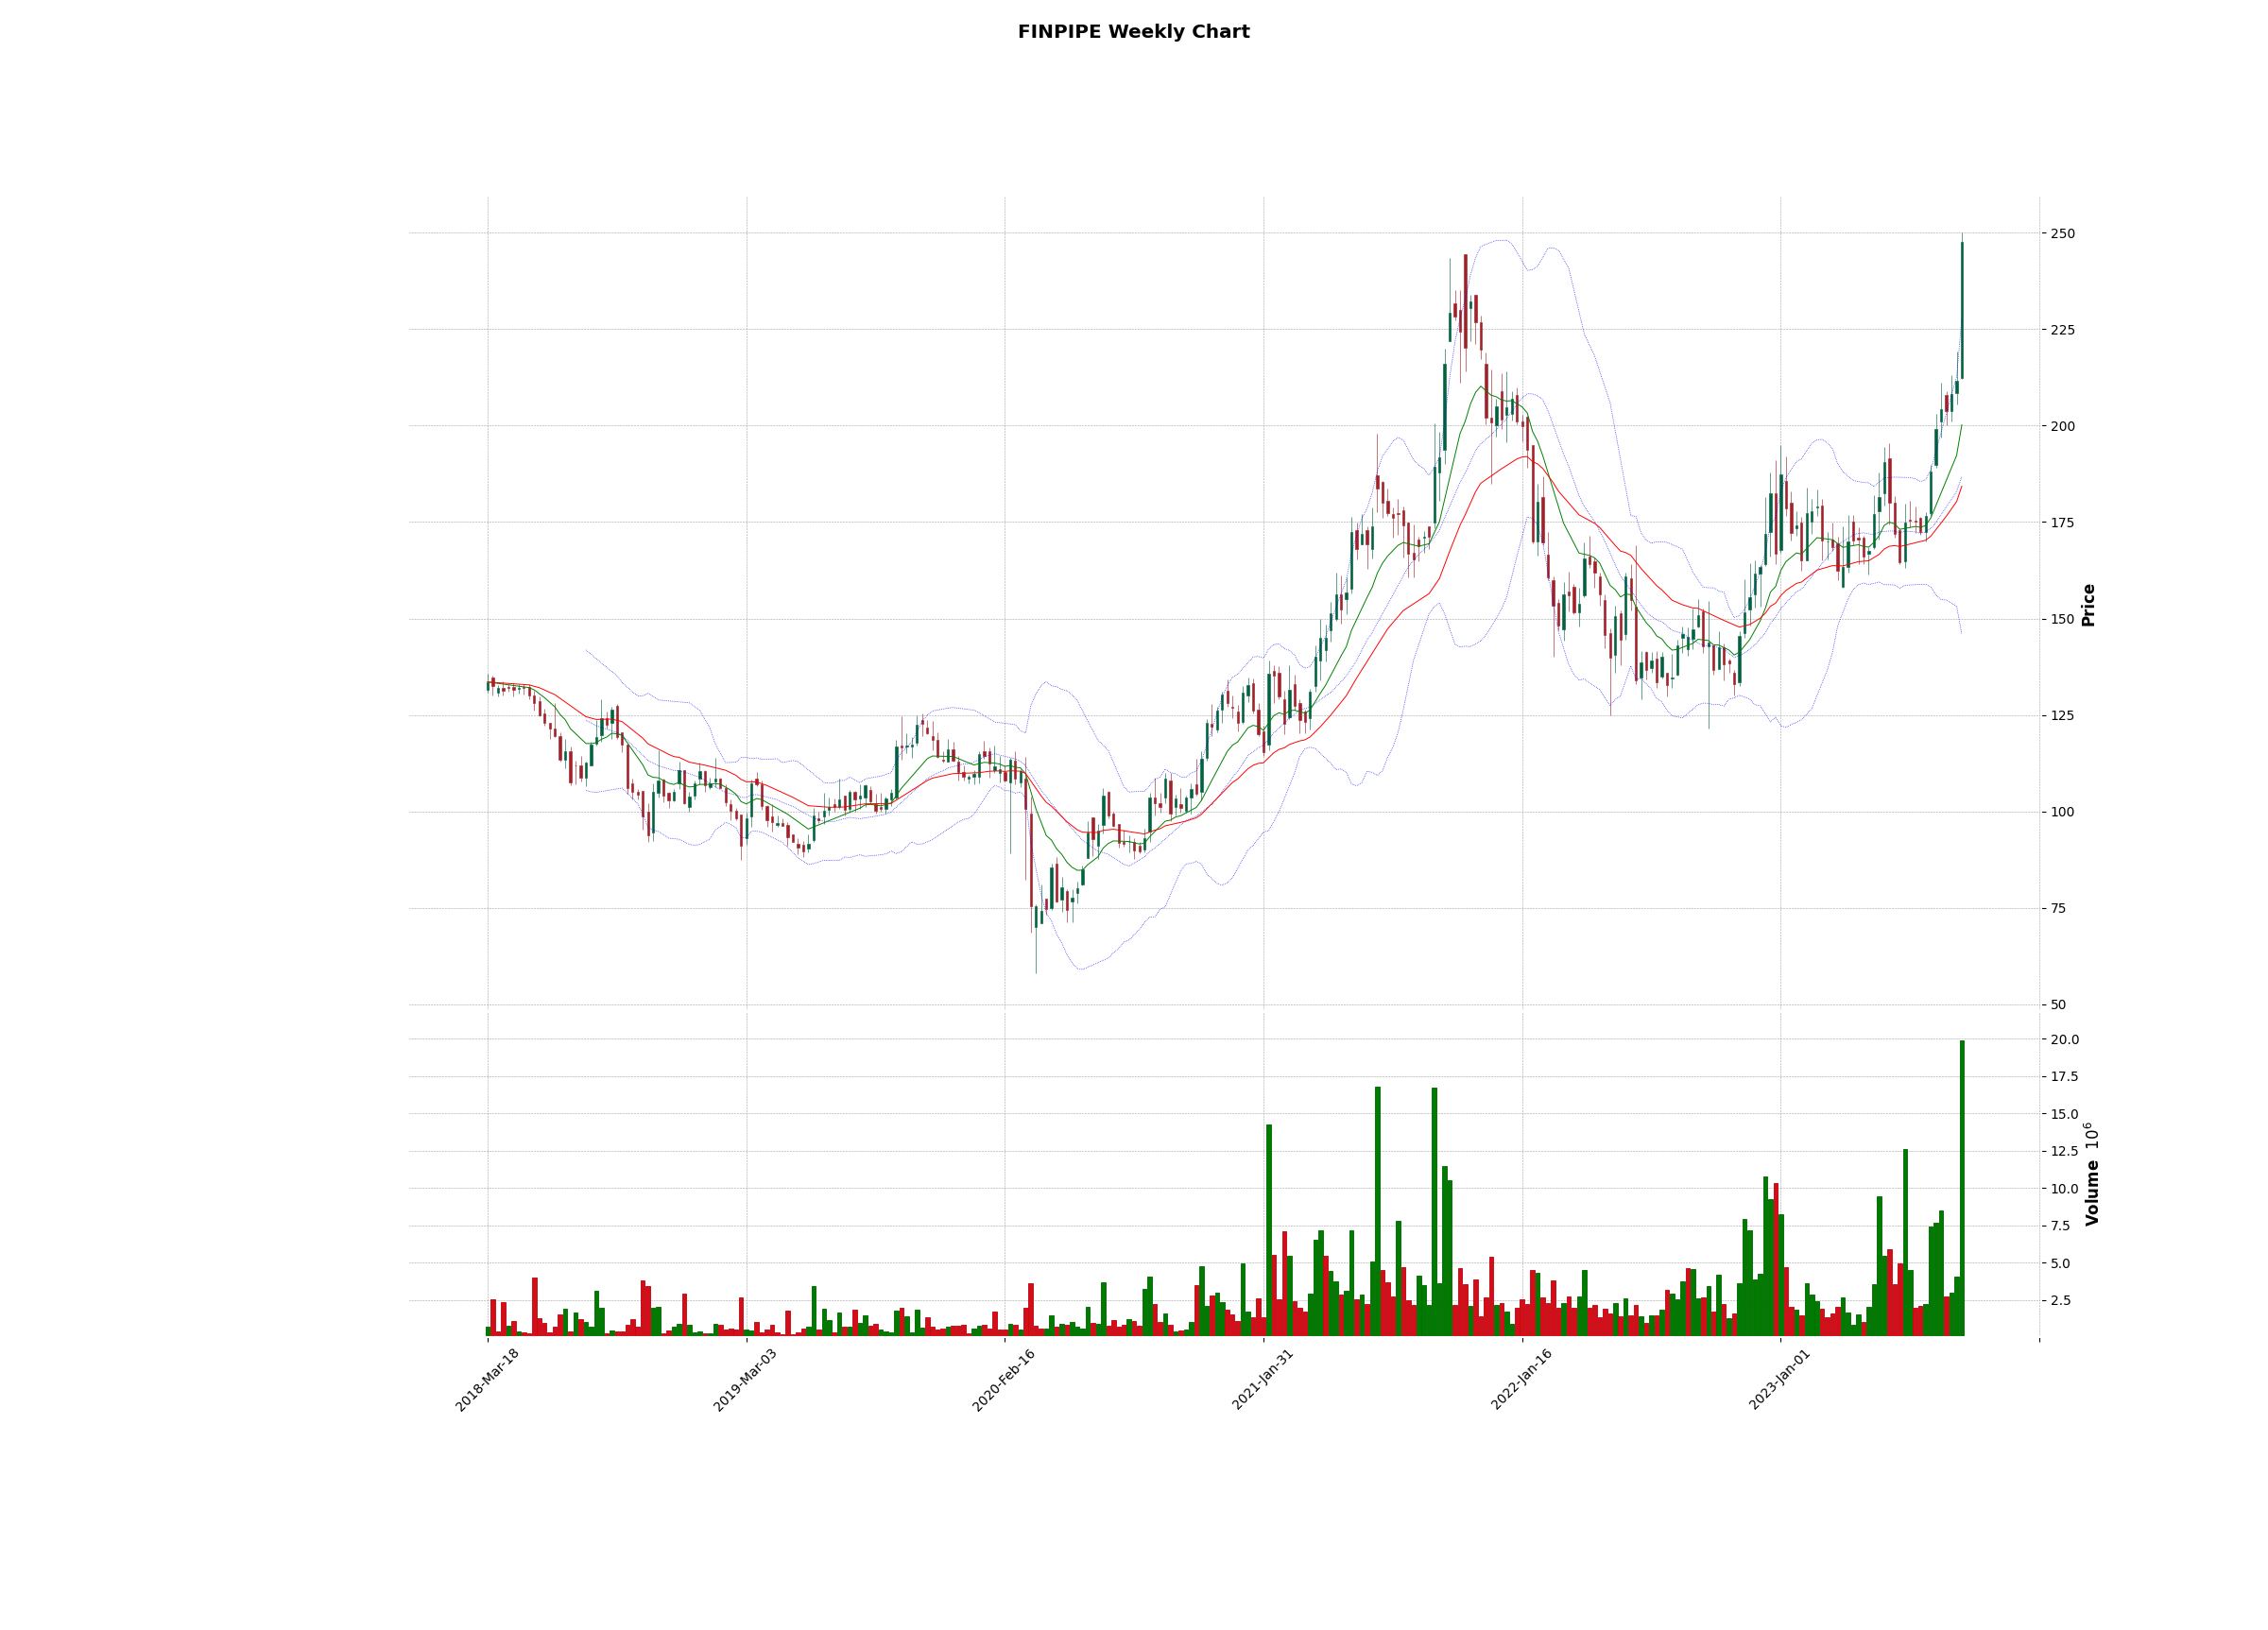 FINPIPE Weekly Chart
250
225
200
175
150
125
100
75
50
Price
20.0
17.5
15.0
12.5
10.0
7.5
5.0
2.5
Volume 10⁶
2018-Mar-18
2019-Mar-03
2020-Feb-16
2021-Jan-31
2022-Jan-16
2023-Jan-01